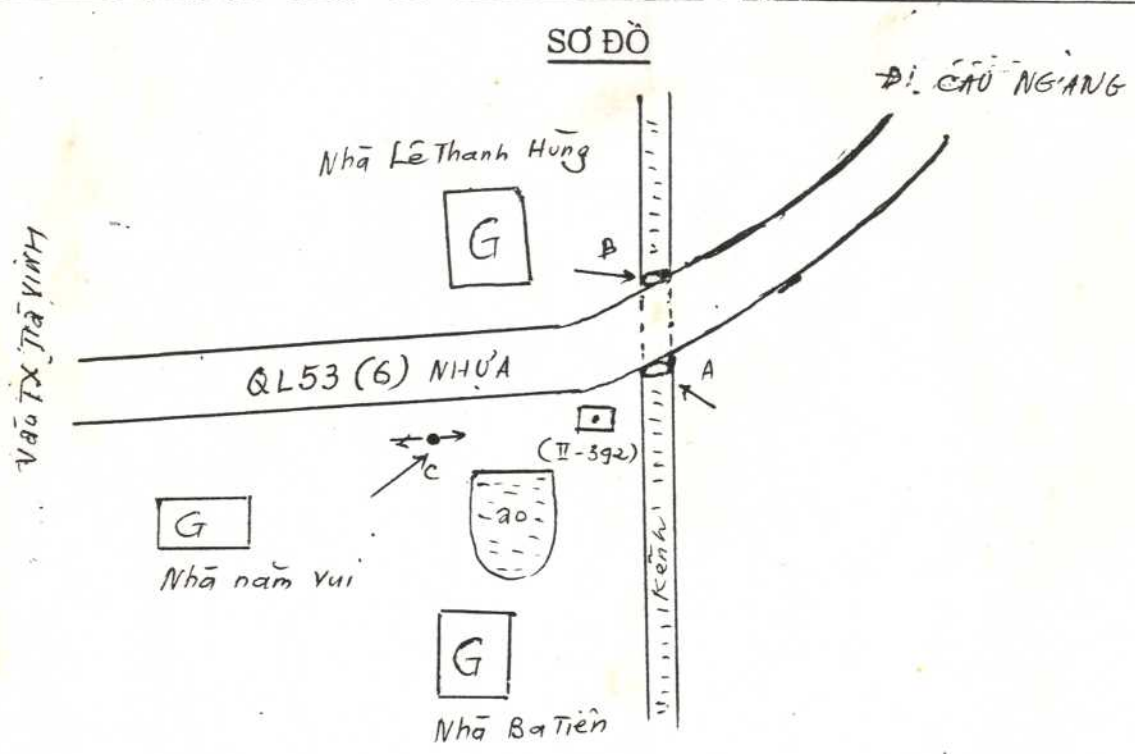 SƠ ĐỒ
ĐI CẦU NGANG
Nhà Lê Thanh Hùng
G
B
Vào TX Trà VINH
QL53 (6) NHỰA
A
(II-392)
C
G
ao
Kênh
Nhà năm Vui
G
Nhà Ba Tiên